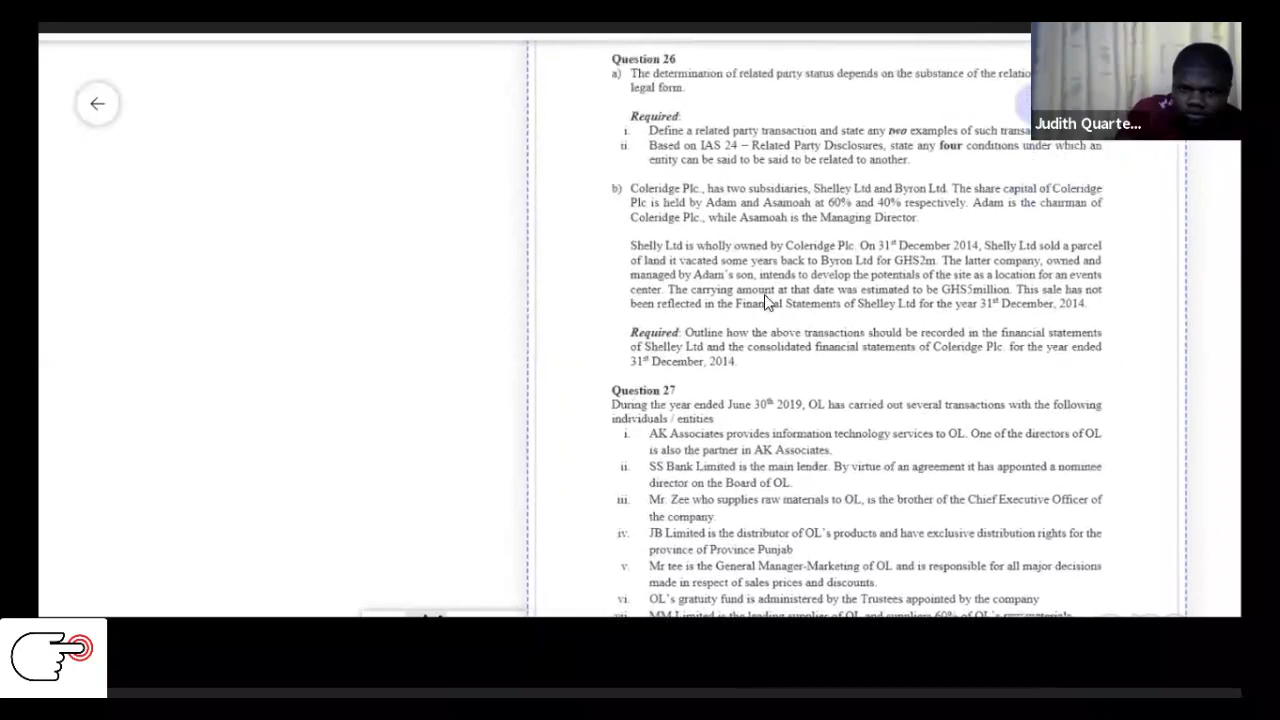 Question 26
a) The determination of related party status depends on the substance of the
legal form.
Required:
i. Define a related party transaction and state any two examples of such
ii. Based on IAS 24 – Related Party Disclosures, state any four conditions under which an
entity can be said to be said to be related to another.
b) Coleridge Plc., has two subsidiaries, Shelley Ltd and Byron Ltd. The share capital of Coleridge
Plc is held by Adam and Asamoah at 60% and 40% respectively. Adam is the chairman of
Coleridge Plc., while Asamoah is the Managing Director.
Shelly Ltd is wholly owned by Coleridge Plc. On 31st December 2014, Shelly Ltd sold a parcel
of land it vacated some years back to Byron Ltd for GHS2m. The latter company, owned and
managed by Adam's son, intends to develop the potentials of the site as a location for an events
center. The carrying amount at that date was estimated to be GHS5million. This sale has not
been reflected in the Financial Statements of Shelley Ltd for the year 31st December, 2014.
Required: Outline how the above transactions should be recorded in the financial statements
of Shelley Ltd and the consolidated financial statements of Coleridge Plc. for the year ended
31st December, 2014.
Question 27
During the year ended June 30th 2019, OL has carried out several transactions with the following
individuals / entities
i. AK Associates provides information technology services to OL. One of the directors of OL
is also the partner in AK Associates.
ii. SS Bank Limited is the main lender. By virtue of an agreement it has appointed a nominee
director on the Board of OL.
iii. Mr. Zee who supplies raw materials to OL, is the brother of the Chief Executive Officer of
the company.
iv. JB Limited is the distributor of OL's products and have exclusive distribution rights for the
province of Province Punjab
v. Mr tee is the General Manager-Marketing of OL and is responsible for all major decisions
made in respect of sales prices and discounts.
vi. OL's gratuity fund is administered by the Trustees appointed by the company
vii. MM Limited is the leading supplier of OL and suppliers 60% of OL's raw materials
Judith Quarte...